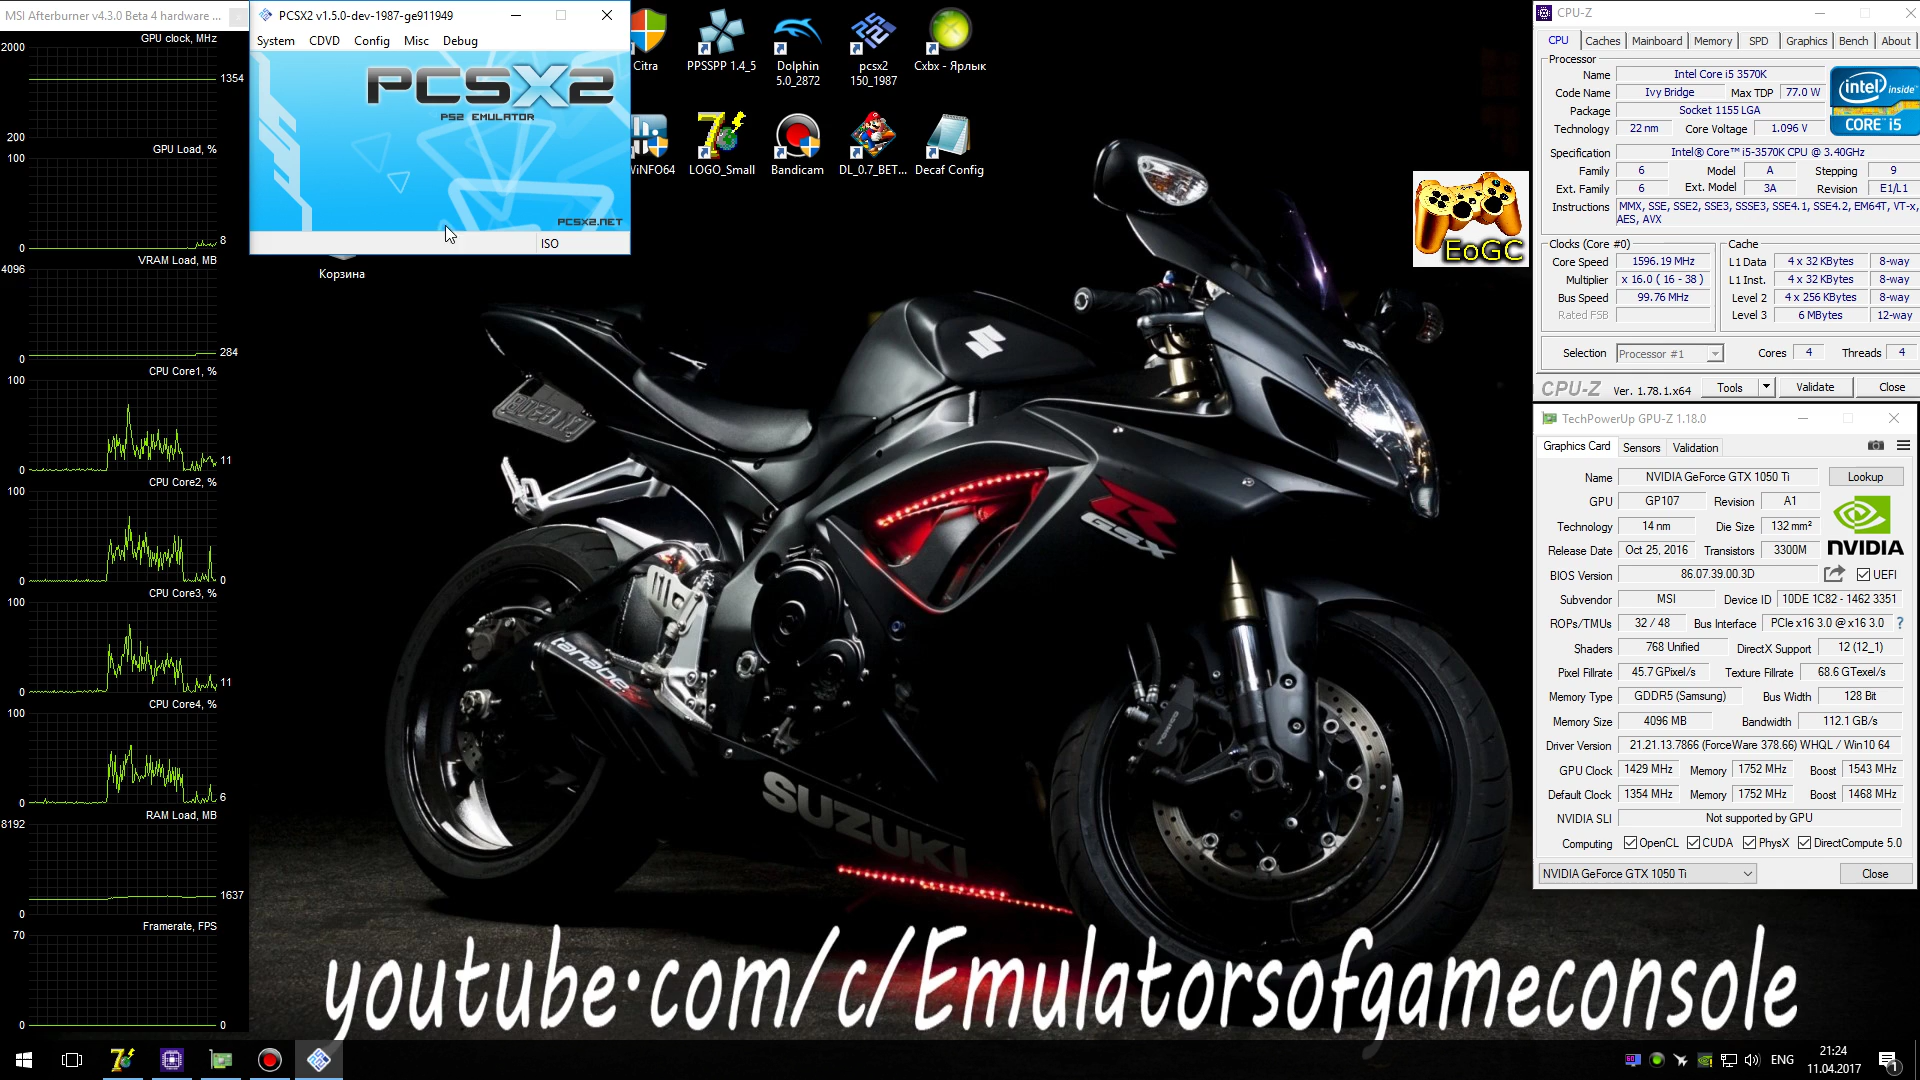 MSI Afterburner v4.3.0 Beta 4 hardware ...
GPU clock, MHz
2000
1354
200
GPU Load, %
100
8
0
VRAM Load, MB
4096
284
0
CPU Core1, %
100
11
0
CPU Core2, %
100
0
0
CPU Core3, %
100
11
0
CPU Core4, %
100
6
0
RAM Load, MB
8192
1637
0
Framerate, FPS
70
0
0
PCSX2 v1.5.0-dev-1987-ge911949
System CDVD Config Misc Debug
PCSX2
PS2 EMULATOR
PCSX2.NET
ISO
Корзина
Citra
PPSSPP 1.4_5
Dolphin 5.0_2872
pcsx2 150_1987
Cxbx - Ярлык
WiNFO64
LOGO_Small
Bandicam
DL_0.7_BET...
Decaf Config
EoGC
SUZUKI
R
GSX
SUZUKI
youtube.com/c/Emulatorsofgameconsole
CPU-Z
CPU Caches Mainboard Memory SPD Graphics Bench About
Processor
Name Intel Core i5 3570K
Code Name Ivy Bridge Max TDP 77.0 W
Package Socket 1155 LGA
Technology 22 nm Core Voltage 1.096 V
intel inside™
CORE i5
Specification Intel® Core™ i5-3570K CPU @ 3.40GHz
Family 6 Model A Stepping 9
Ext. Family 6 Ext. Model 3A Revision E1/L1
Instructions MMX, SSE, SSE2, SSE3, SSSE3, SSE4.1, SSE4.2, EM64T, VT-x,
AES, AVX
Clocks (Core #0)
Core Speed 1596.19 MHz
Multiplier x 16.0 ( 16 - 38 )
Bus Speed 99.76 MHz
Rated FSB
Cache
L1 Data 4 x 32 KBytes 8-way
L1 Inst. 4 x 32 KBytes 8-way
Level 2 4 x 256 KBytes 8-way
Level 3 6 MBytes 12-way
Selection Processor #1 Cores 4 Threads 4
CPU-Z Ver. 1.78.1.x64 Tools Validate Close
TechPowerUp GPU-Z 1.18.0
Graphics Card Sensors Validation
Name NVIDIA GeForce GTX 1050 Ti Lookup
GPU GP107 Revision A1
Technology 14 nm Die Size 132 mm²
Release Date Oct 25, 2016 Transistors 3300M
NVIDIA
BIOS Version 86.07.39.00.3D UEFI
Subvendor MSI Device ID 10DE 1C82 - 1462 3351
ROPs/TMUs 32 / 48 Bus Interface PCIe x16 3.0 @ x16 3.0 ?
Shaders 768 Unified DirectX Support 12 (12_1)
Pixel Fillrate 45.7 GPixel/s Texture Fillrate 68.6 GTexel/s
Memory Type GDDR5 (Samsung) Bus Width 128 Bit
Memory Size 4096 MB Bandwidth 112.1 GB/s
Driver Version 21.21.13.7866 (ForceWare 378.66) WHQL / Win10 64
GPU Clock 1429 MHz Memory 1752 MHz Boost 1543 MHz
Default Clock 1354 MHz Memory 1752 MHz Boost 1468 MHz
NVIDIA SLI Not supported by GPU
Computing OpenCL CUDA PhysX DirectCompute 5.0
NVIDIA GeForce GTX 1050 Ti Close
ENG
21:24
11.04.2017
1